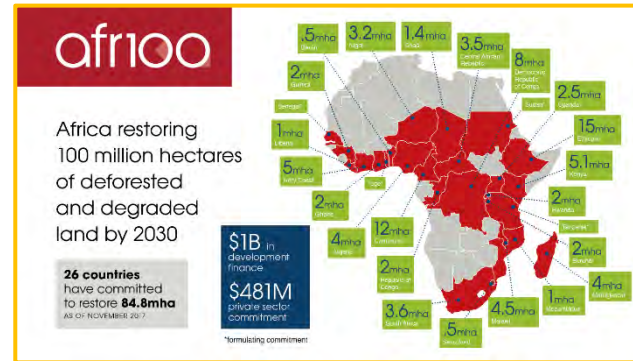 afr100
Africa restoring
100 million hectares
of deforested
and degraded
land by 2030
26 countries
have committed
to restore 84.8mha
AS OF NOVEMBER 2017
$1B in
development
finance
$481M
private sector
commitment
*formulating commitment
.5mha
Benin
3.2mha
Niger
1.4mha
Chad
3.5mha
Central African
Republic
8mha
Democratic
Republic
of Congo
2mha
Guinea
Senegal*
Sudan*
2.5mha
Uganda
1mha
Liberia
15mha
Ethiopia
5mha
Ivory Coast
5.1mha
Kenya
Togo*
2mha
Ghana
2mha
Rwanda
4mha
Nigeria
Tanzania*
12mha
Cameroon
2mha
Burundi
2mha
Republic of
Congo
4mha
Madagascar
3.6mha
South Africa
.5mha
Swaziland
4.5mha
Malawi
1mha
Mozambique